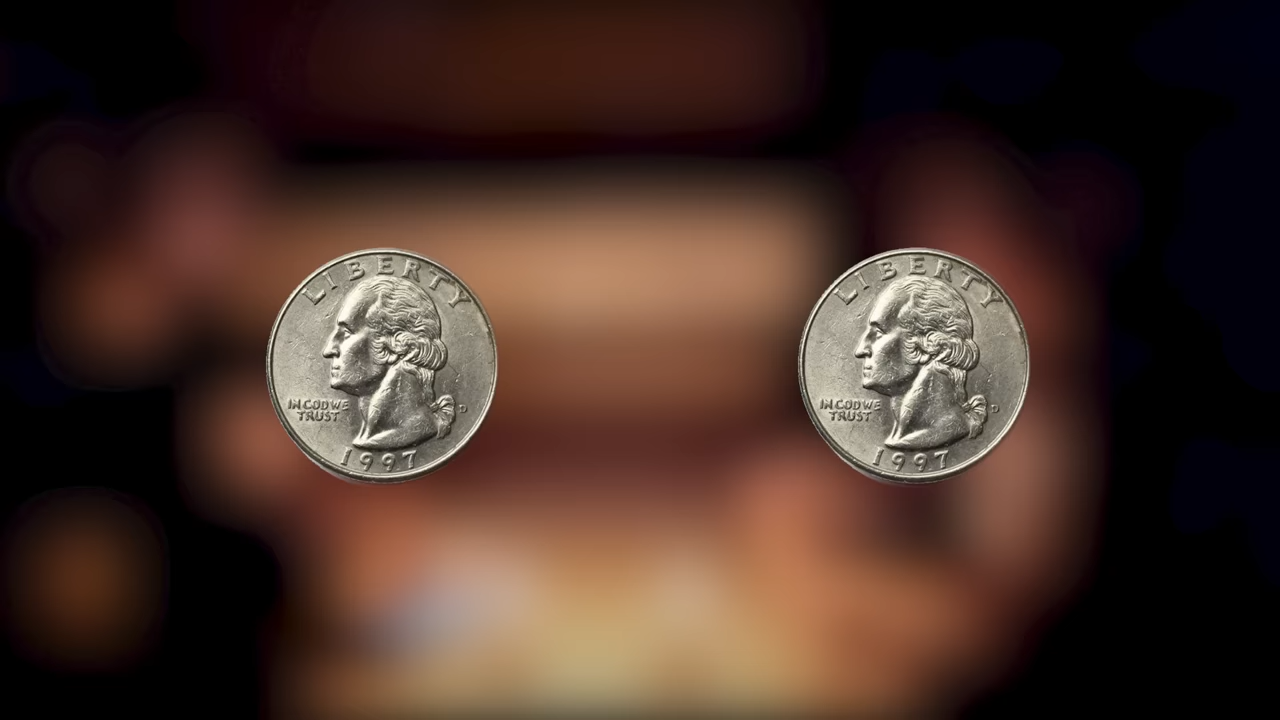 LIBERTY
IN GOD WE
TRUST
D
1997
LIBERTY
IN GOD WE
TRUST
D
1997